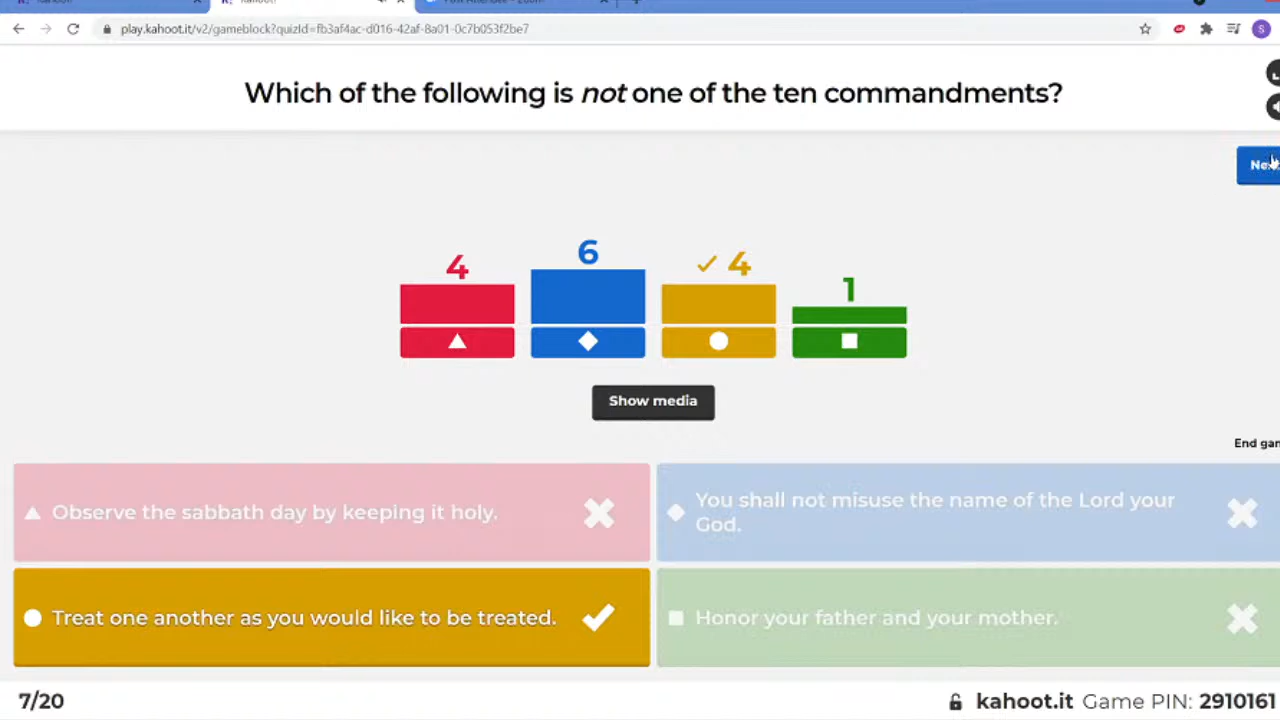 play.kahoot.it/v2/gameblock?quizId=fb3af4ac-d016-42af-8a01-0c7b053f2be7
S
Which of the following is not one of the ten commandments?
4
6
4
1
Show media
End
Observe the sabbath day by keeping it holy.
You shall not misuse the name of the Lord your
God.
Treat one another as you would like to be treated.
Honor your father and your mother.
7/20
kahoot.it Game PIN: 2910161